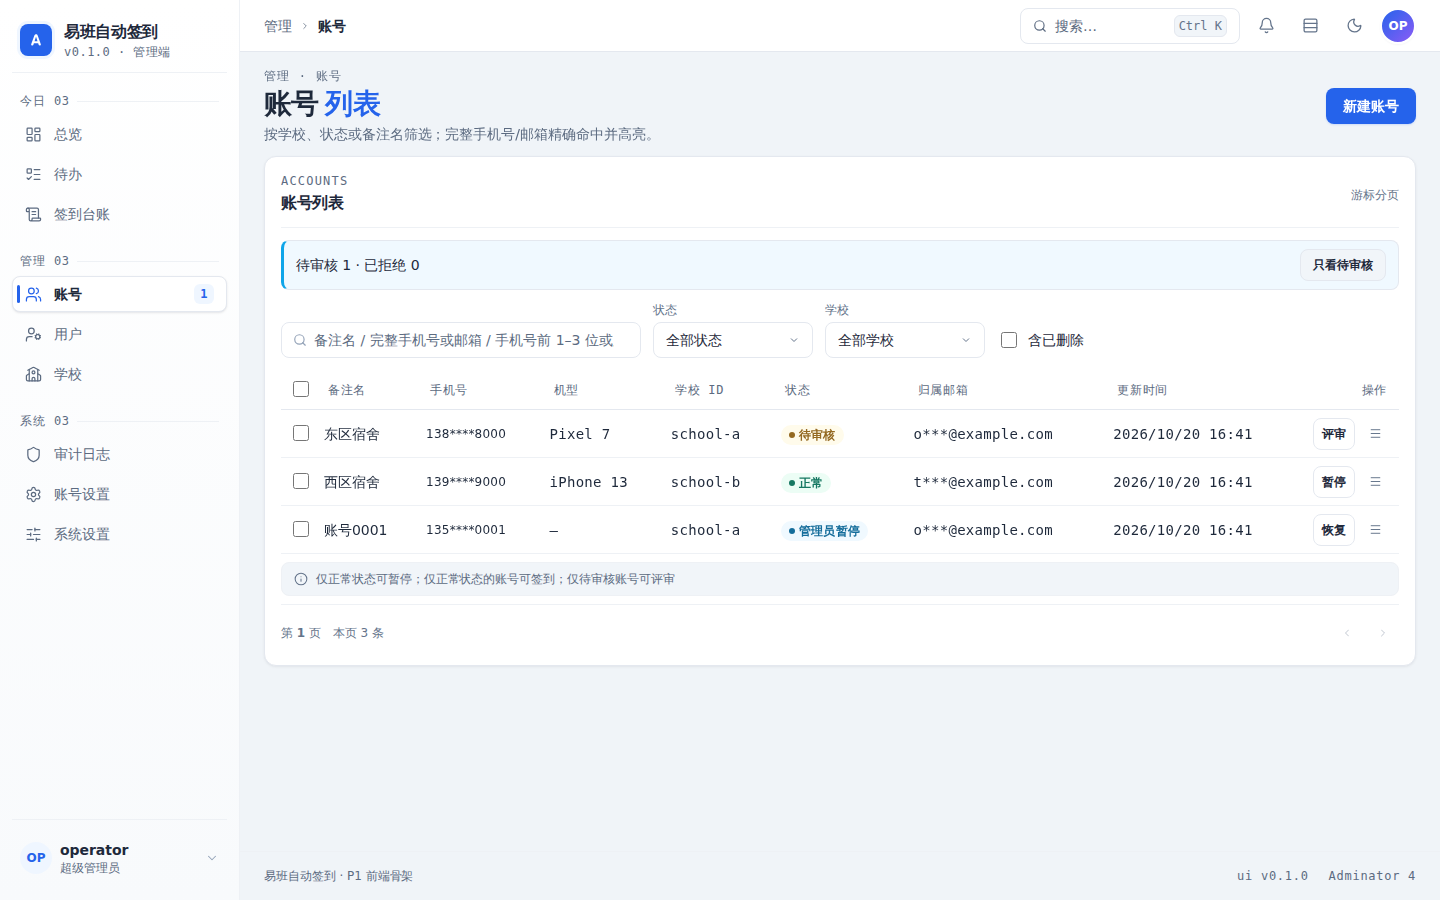 A
易班自动签到
v0.1.0 · 管理端
今日 03
总览
待办
签到台账
管理 03
账号 1
用户
学校
系统 03
审计日志
账号设置
系统设置
OP
operator
超级管理员
管理 › 账号
搜索… Ctrl K
OP
管理 · 账号
账号 列表
按学校、状态或备注名筛选；完整手机号/邮箱精确命中并高亮。
新建账号
ACCOUNTS
账号列表
游标分页
待审核 1 · 已拒绝 0
只看待审核
状态 学校
备注名 / 完整手机号或邮箱 / 手机号前 1–3 位或 全部状态 全部学校 含已删除
备注名 手机号 机型 学校 ID 状态 归属邮箱 更新时间 操作
东区宿舍 138****8000 Pixel 7 school-a 待审核 o***@example.com 2026/10/20 16:41 评审
西区宿舍 139****9000 iPhone 13 school-b 正常 t***@example.com 2026/10/20 16:41 暂停
账号0001 135****0001 — school-a 管理员暂停 o***@example.com 2026/10/20 16:41 恢复
仅正常状态可暂停；仅正常状态的账号可签到；仅待审核账号可评审
第 1 页 本页 3 条
易班自动签到 · P1 前端骨架
ui v0.1.0 Adminator 4